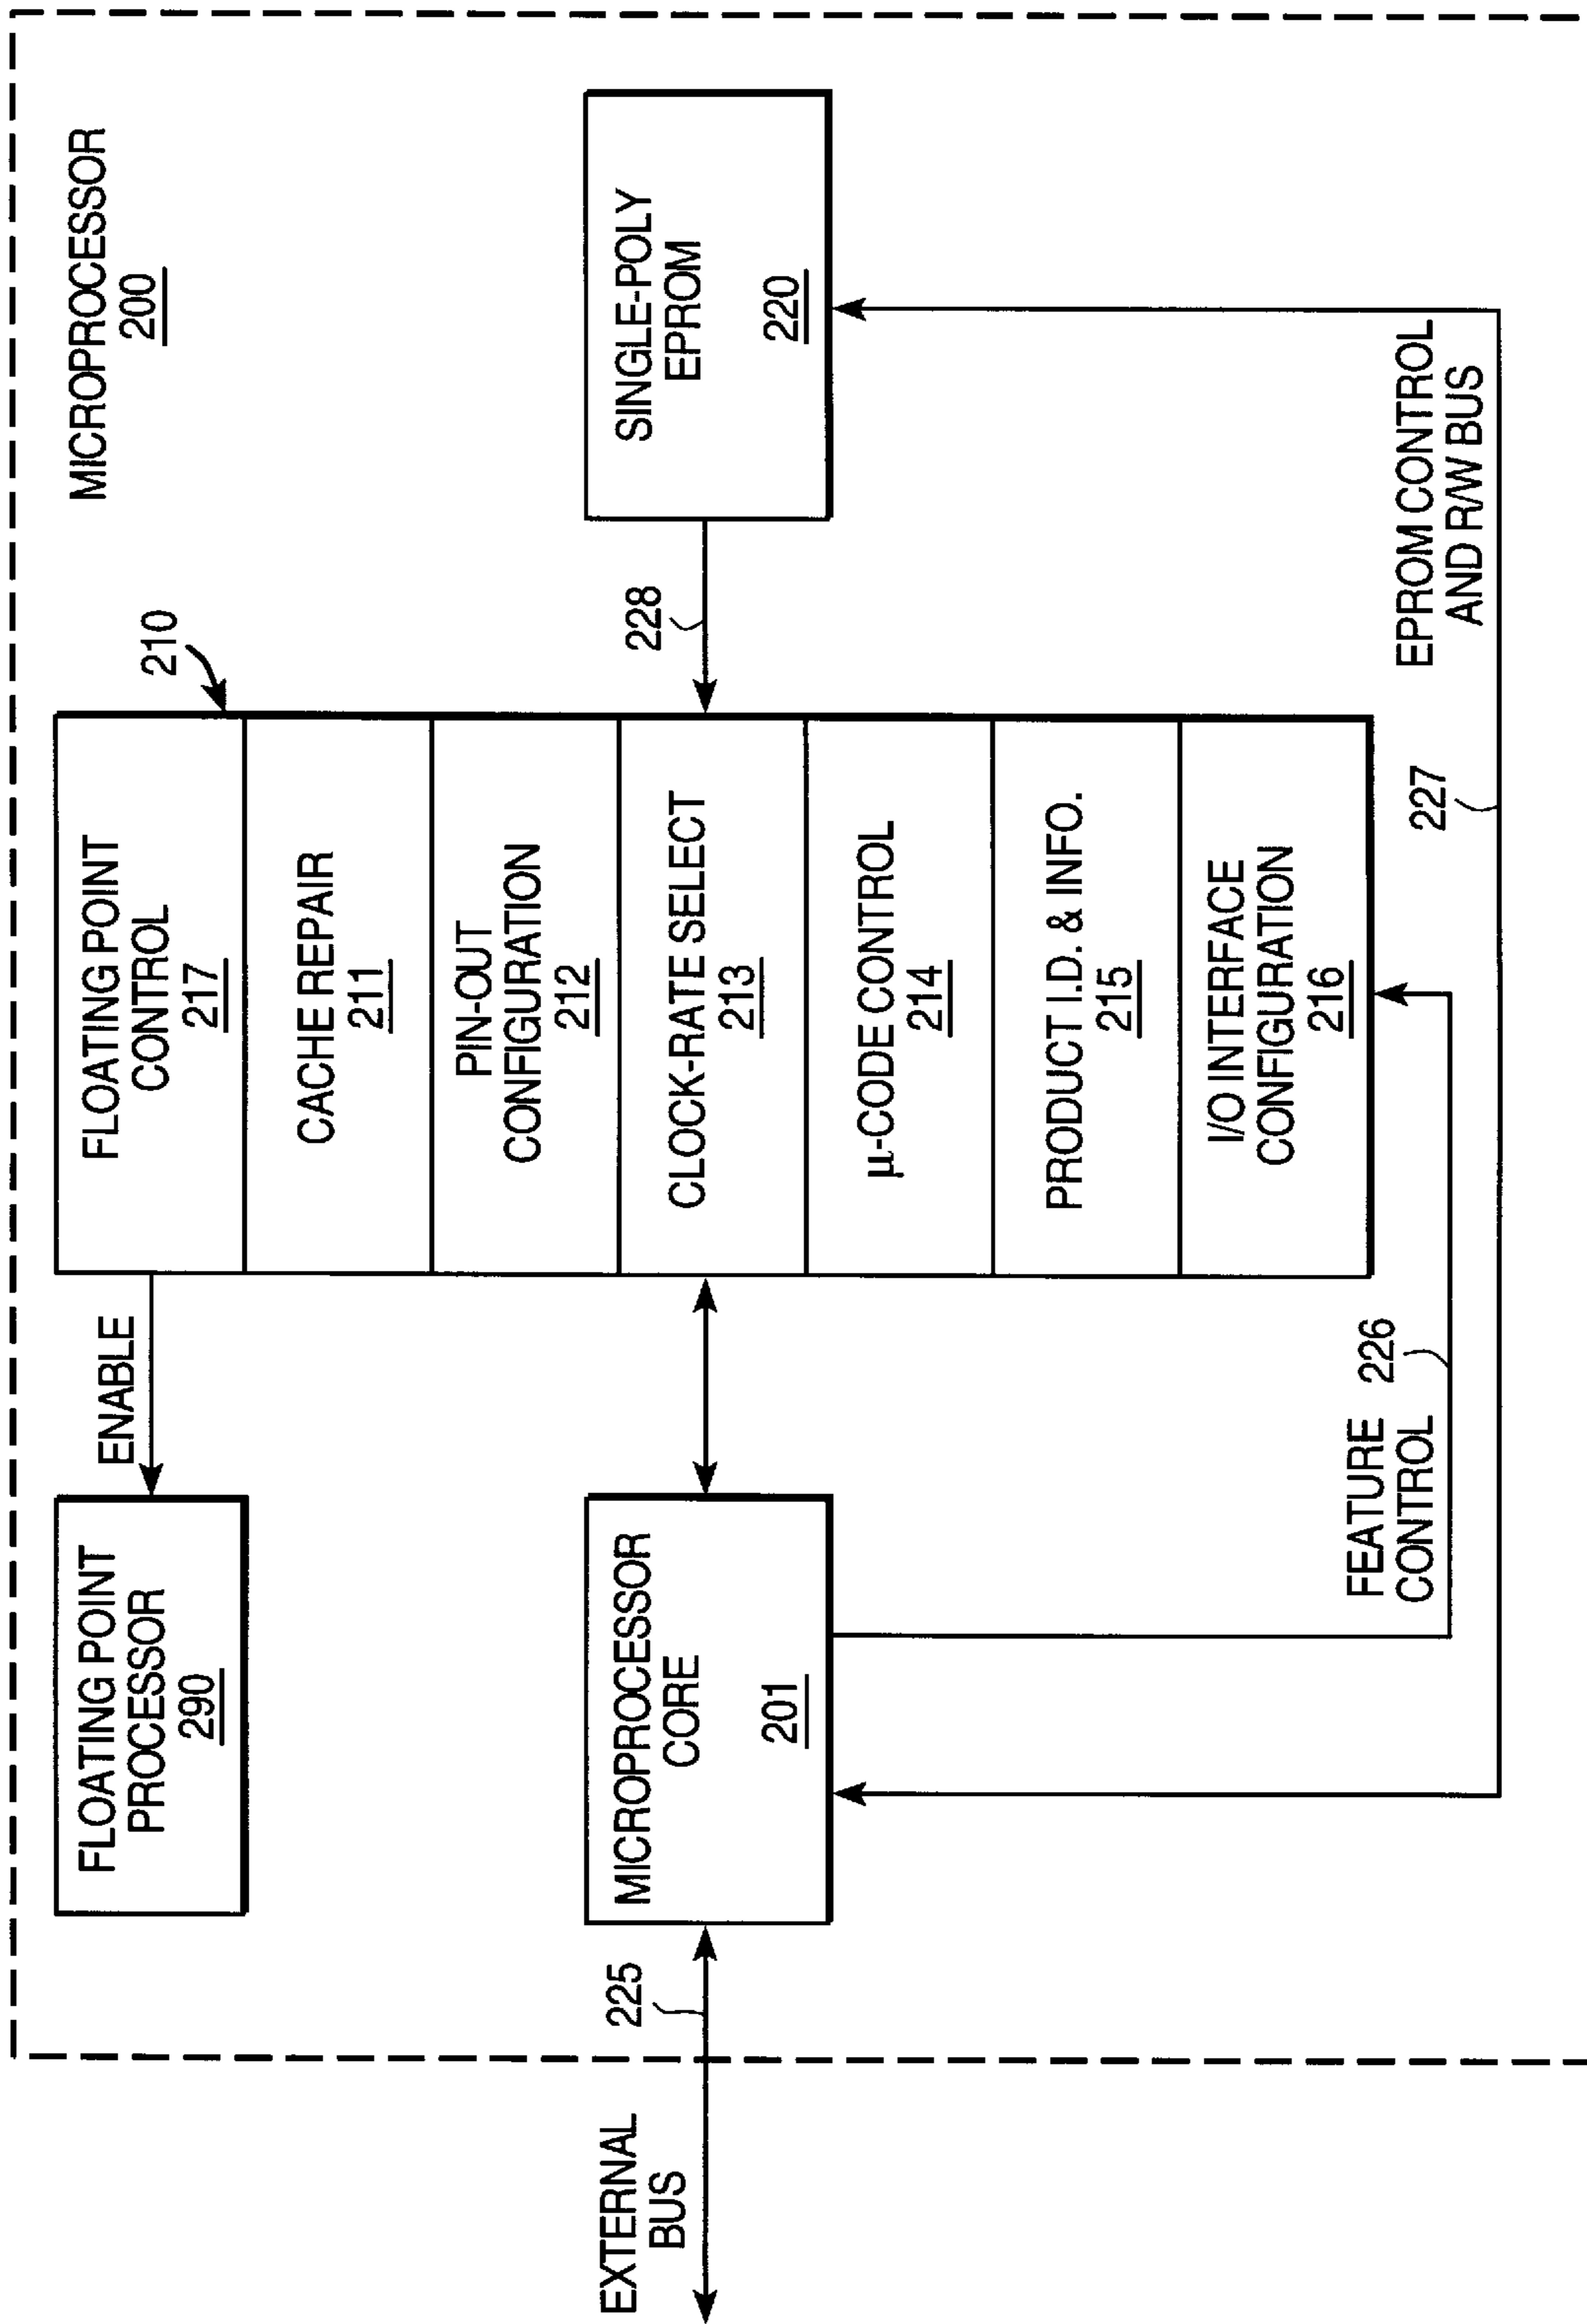 MICROPROCESSOR
200
FLOATING POINT
PROCESSOR
290
ENABLE
210
FLOATING POINT
CONTROL
217
CACHE REPAIR
211
PIN-OUT
CONFIGURATION
212
CLOCK-RATE SELECT
213
μ-CODE CONTROL
214
PRODUCT I.D. & INFO.
215
I/O INTERFACE
CONFIGURATION
216
EXTERNAL
BUS
225
MICROPROCESSOR
CORE
201
228
SINGLE-POLY
EPROM
220
FEATURE
CONTROL
226
227
EPROM CONTROL
AND R/W BUS